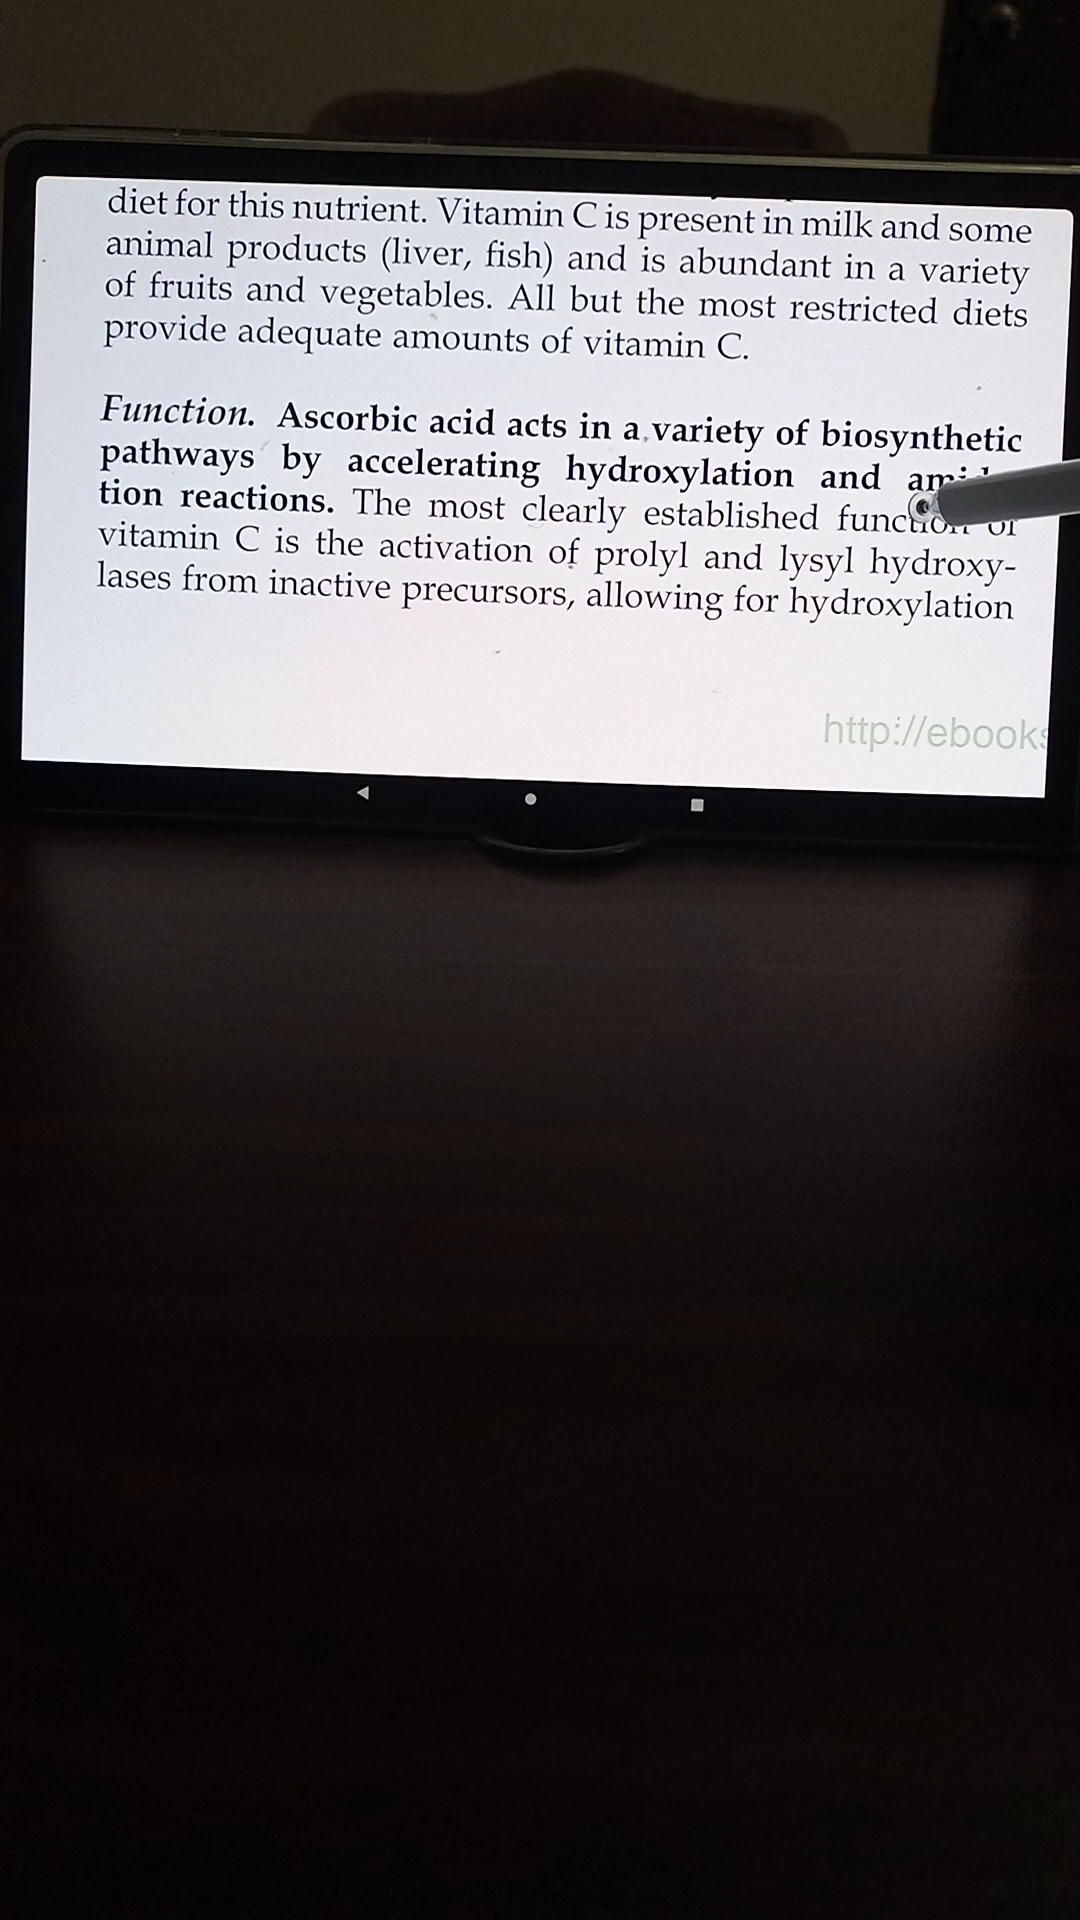 diet for this nutrient. Vitamin C is present in milk and some
animal products (liver, fish) and is abundant in a variety
of fruits and vegetables. All but the most restricted diets
provide adequate amounts of vitamin C.
Function. Ascorbic acid acts in a variety of biosynthetic
pathways by accelerating hydroxylation and
tion reactions. The most clearly established function of
vitamin C is the activation of prolyl and lysyl hydroxy-
lases from inactive precursors, allowing for hydroxylation
http://ebooks